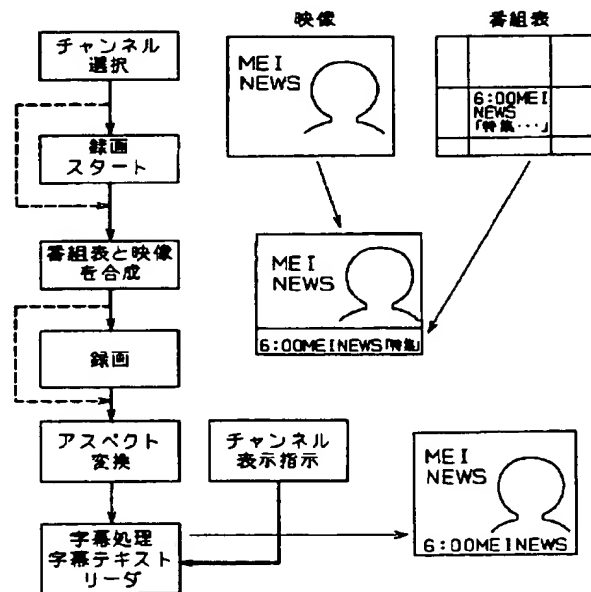 チャンネル
選択
録画
スタート
番組表と映像
を合成
録画
アスペクト
変換
字幕処理
字幕テキスト
リーダ
チャンネル
表示指示
映像
MEI
NEWS
番組表
6:00MEI
NEWS
「特集・・・」
MEI
NEWS
6:00MEINEWS「特集」
MEI
NEWS
6:00MEINEWS